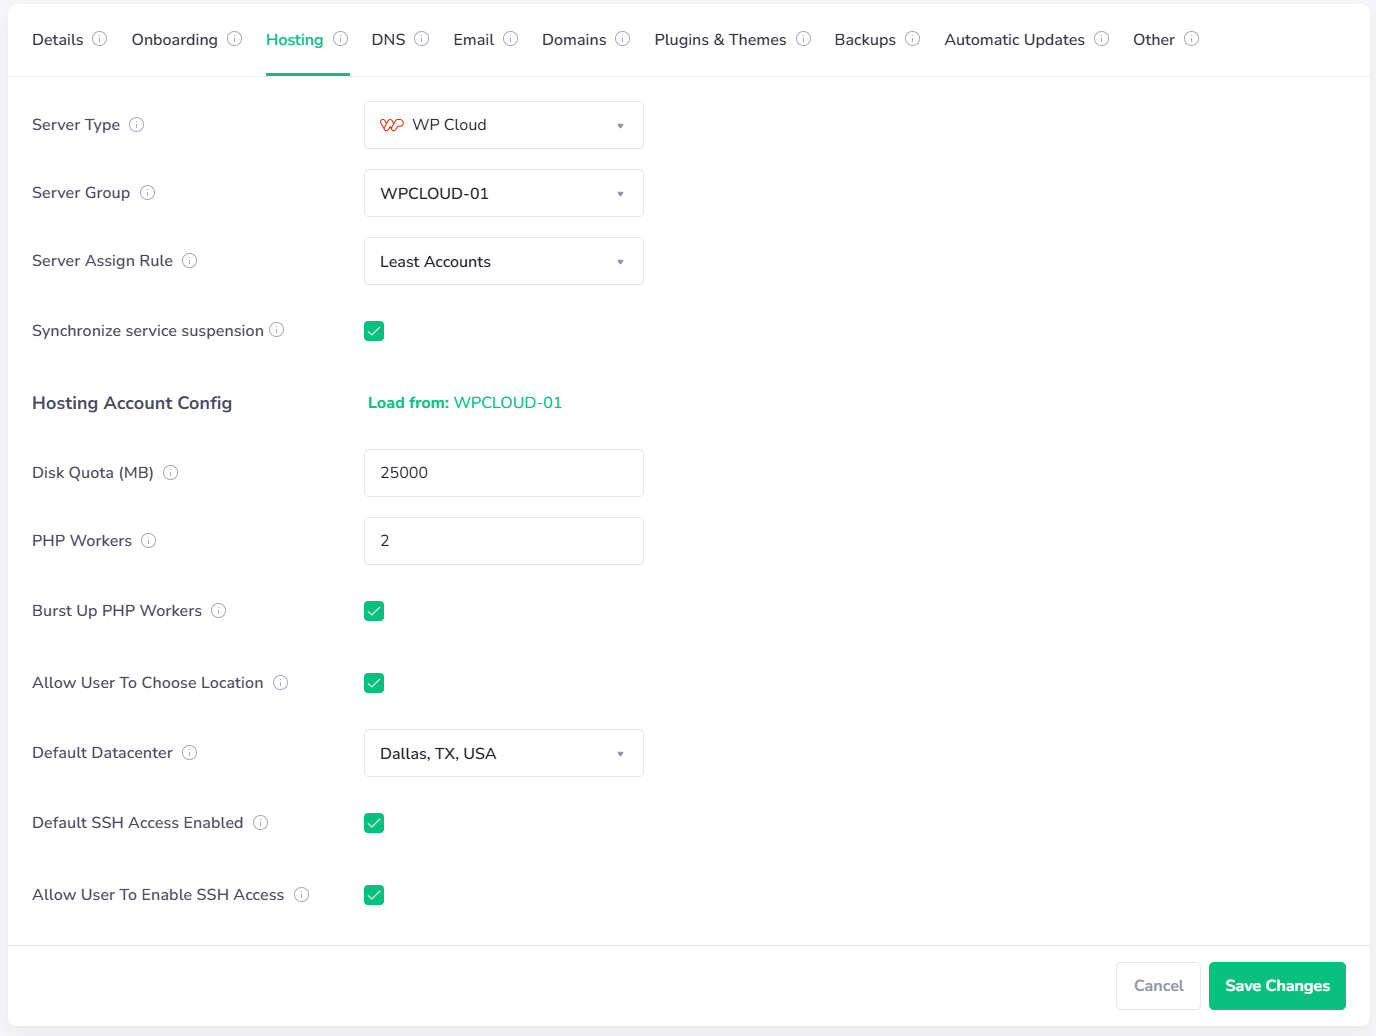 Details Onboarding Hosting DNS Email Domains Plugins & Themes Backups Automatic Updates Other
Server Type WP Cloud
Server Group WPCLOUD-01
Server Assign Rule Least Accounts
Synchronize service suspension
Hosting Account Config Load from: WPCLOUD-01
Disk Quota (MB) 25000
PHP Workers 2
Burst Up PHP Workers
Allow User To Choose Location
Default Datacenter Dallas, TX, USA
Default SSH Access Enabled
Allow User To Enable SSH Access
Cancel Save Changes